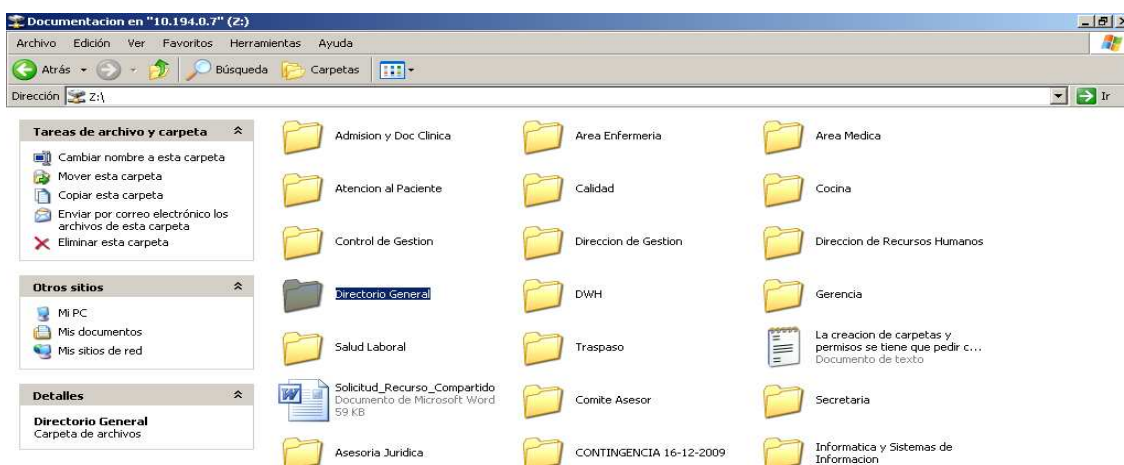 Documentacion en "10.194.0.7" (Z:)
Archivo Edición Ver Favoritos Herramientas Ayuda
Atrás Búsqueda Carpetas
Dirección Z:\ Ir
Tareas de archivo y carpeta
Cambiar nombre a esta carpeta
Mover esta carpeta
Copiar esta carpeta
Enviar por correo electrónico los
archivos de esta carpeta
Eliminar esta carpeta
Otros sitios
Mi PC
Mis documentos
Mis sitios de red
Detalles
Directorio General
Carpeta de archivos
Admision y Doc Clinica
Area Enfermeria
Area Medica
Atencion al Paciente
Calidad
Cocina
Control de Gestion
Direccion de Gestion
Direccion de Recursos Humanos
Directorio General
DWH
Gerencia
Salud Laboral
Traspaso
La creacion de carpetas y
permisos se tiene que pedir c...
Documento de texto
Solicitud_Recurso_Compartido
Documento de Microsoft Word
59 KB
Comite Asesor
Secretaria
Asesoria Juridica
CONTINGENCIA 16-12-2009
Informatica y Sistemas de
Informacion